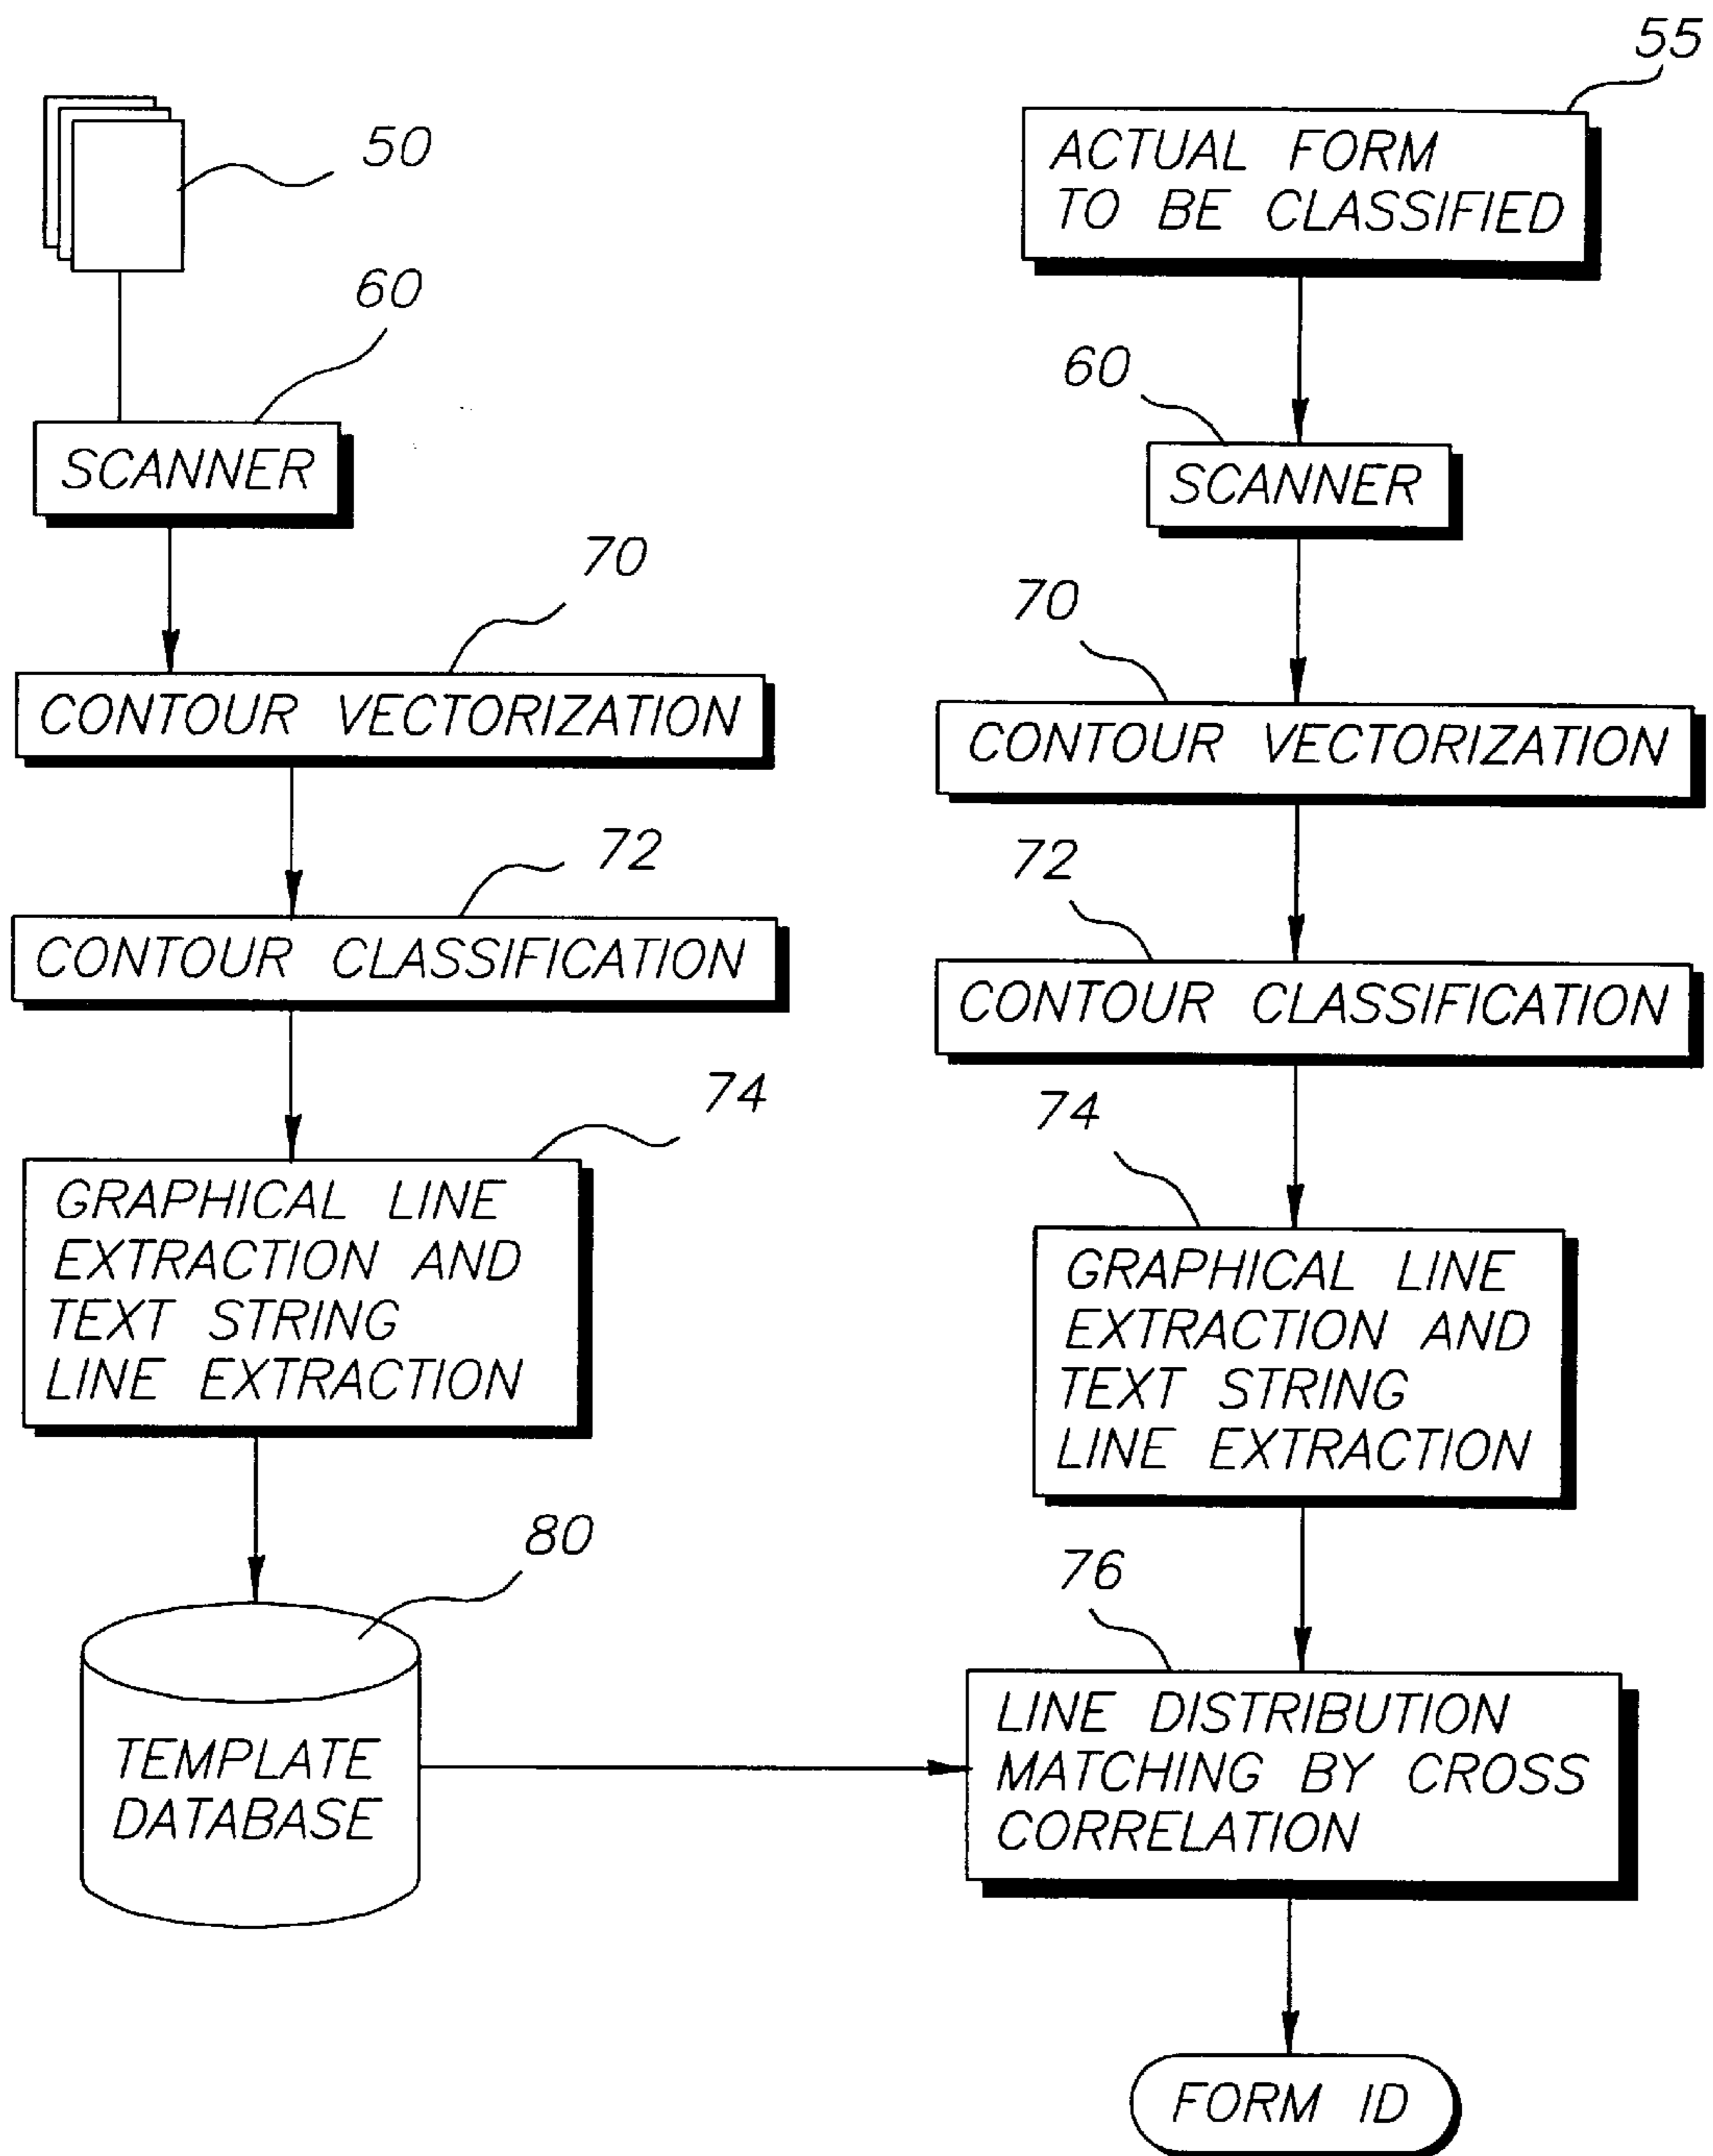 50
60
SCANNER
70
CONTOUR VECTORIZATION
72
CONTOUR CLASSIFICATION
74
GRAPHICAL LINE
EXTRACTION AND
TEXT STRING
LINE EXTRACTION
80
TEMPLATE
DATABASE
55
ACTUAL FORM
TO BE CLASSIFIED
60
SCANNER
70
CONTOUR VECTORIZATION
72
CONTOUR CLASSIFICATION
74
GRAPHICAL LINE
EXTRACTION AND
TEXT STRING
LINE EXTRACTION
76
LINE DISTRIBUTION
MATCHING BY CROSS
CORRELATION
FORM ID